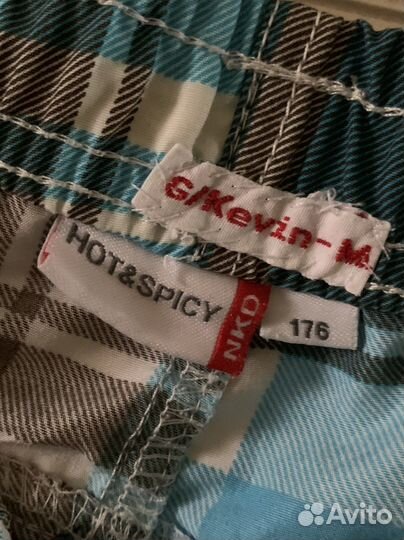 G/Kevin-M
HOT&SPICY
NKD
176
Avito